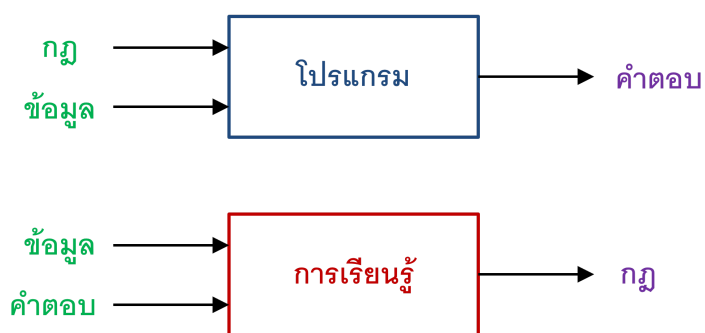 กฎ
ข้อมูล
โปรแกรม
คำตอบ
ข้อมูล
คำตอบ
การเรียนรู้
กฎ